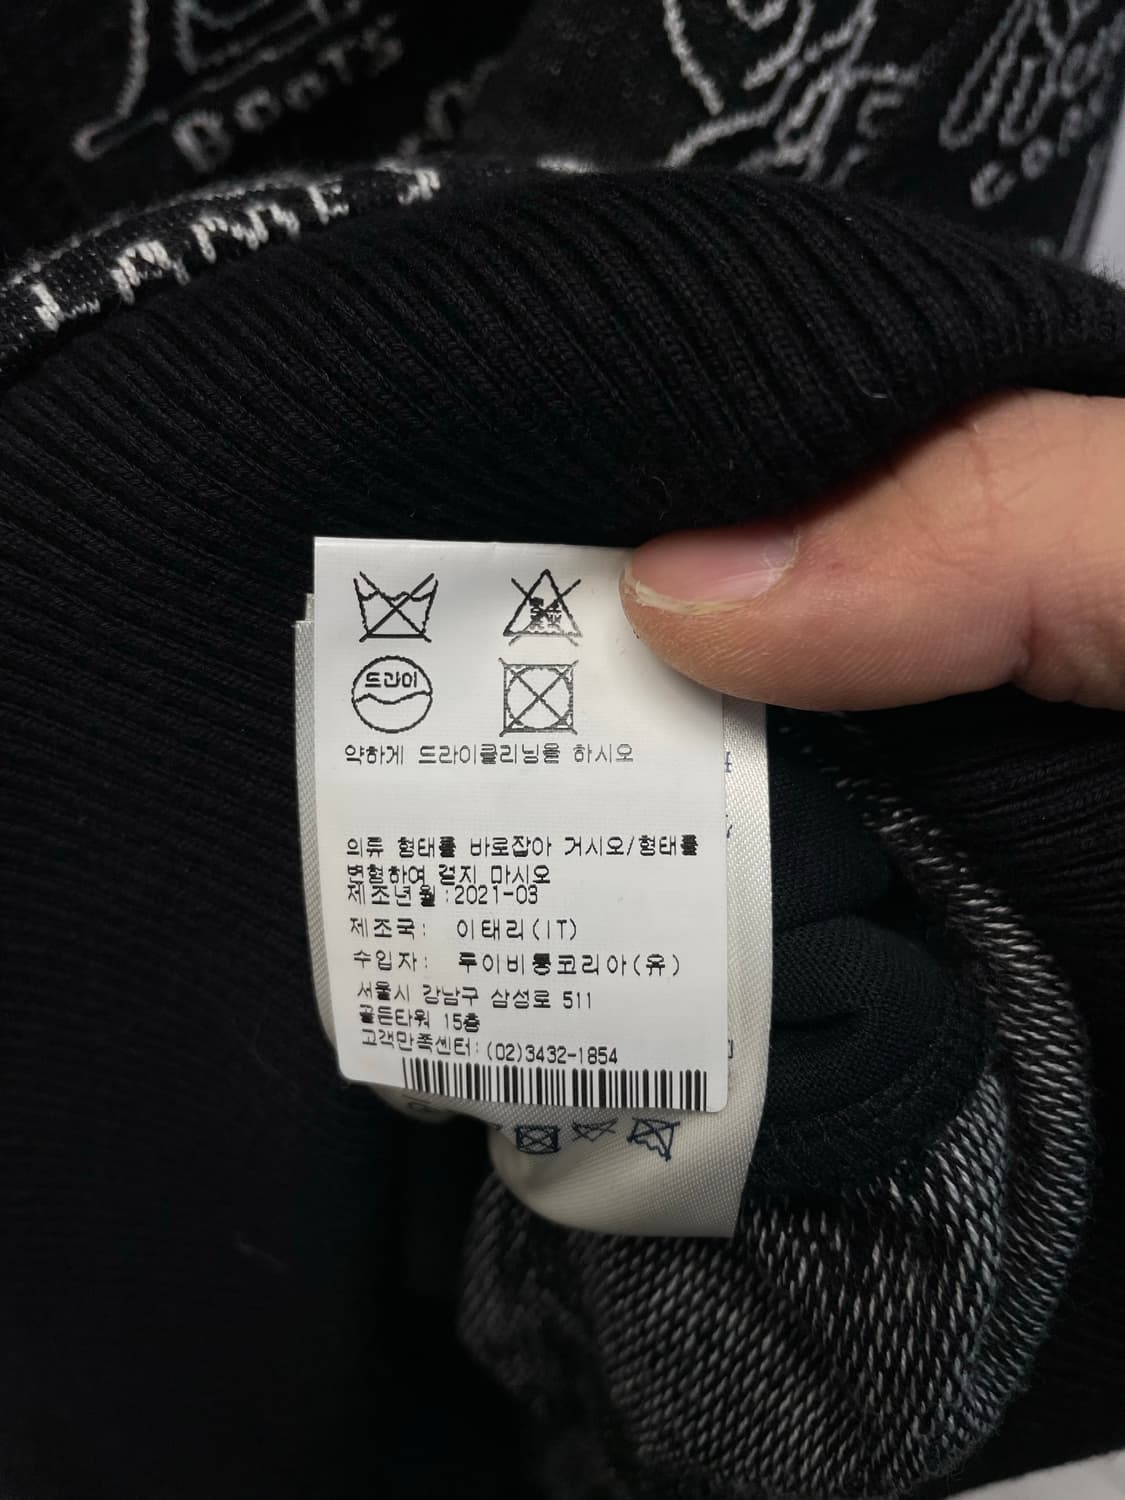 BOOTS
LANES
드라이
약하게 드라이클리닝을 하시오
의류 형태를 바로잡아 거시오/형태를
변형하여 걸지 마시오
제조년월:2021-03
제조국: 이태리(IT)
수입자: 루이비통코리아(유)
서울시 강남구 삼성로 511
골든타워 15층
고객만족센터:(02)3432-1854